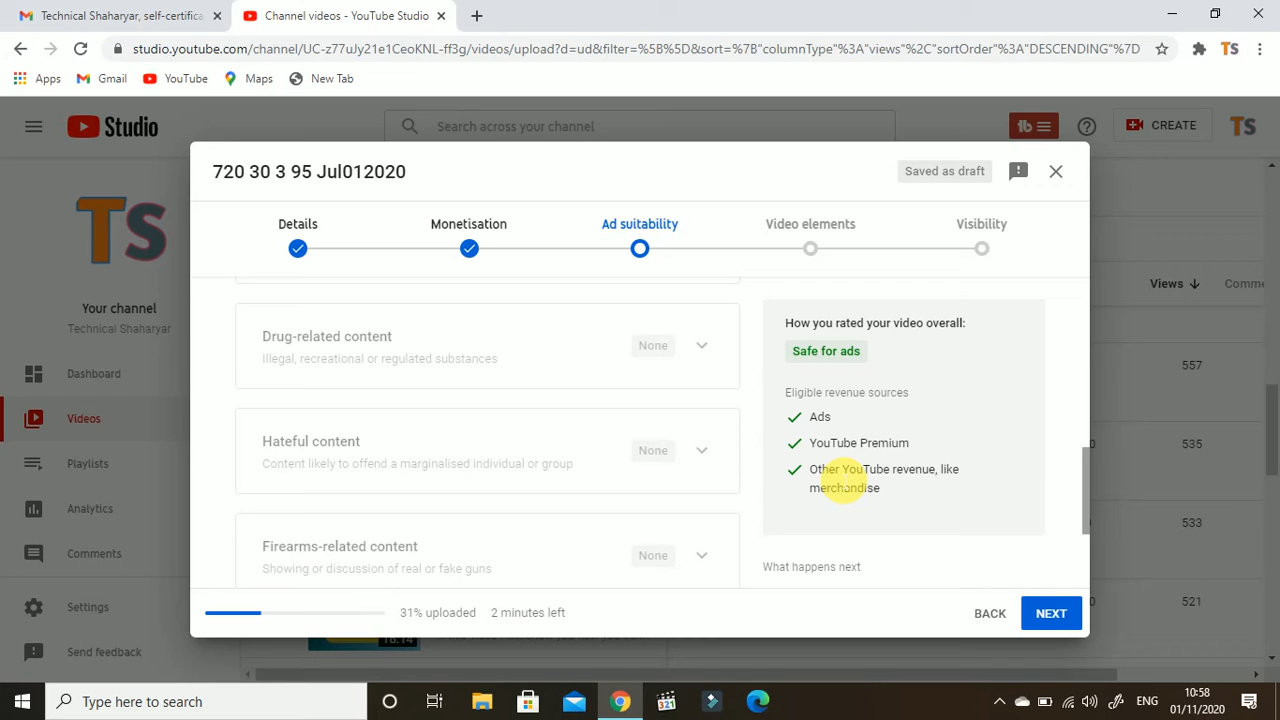 Technical Shaharyar, self-certifica
Channel videos - YouTube Studio
studio.youtube.com/channel/UC-z77uJy21e1CeoKNL-ff3g/videos/upload?d=ud&filter=%5B%5D&sort=%7B"columnType"%3A"views"%2C"sortOrder"%3A"DESCENDING"%7D
Apps
Gmail
YouTube
Maps
New Tab
Studio
Search across your channel
CREATE
TS
720 30 3 95 Jul012020
Saved as draft
Details
Monetisation
Ad suitability
Video elements
Visibility
TS
Your channel
Technical Shaharyar
Dashboard
Videos
Playlists
Analytics
Comments
Settings
Send feedback
Drug-related content
Illegal, recreational or regulated substances
None
Hateful content
Content likely to offend a marginalised individual or group
None
Firearms-related content
Showing or discussion of real or fake guns
None
How you rated your video overall:
Safe for ads
Eligible revenue sources
Ads
YouTube Premium
Other YouTube revenue, like
merchandise
What happens next
31% uploaded
2 minutes left
BACK
NEXT
Views
Comme
557
535
533
521
16:14
Type here to search
321
ENG
10:58
01/11/2020